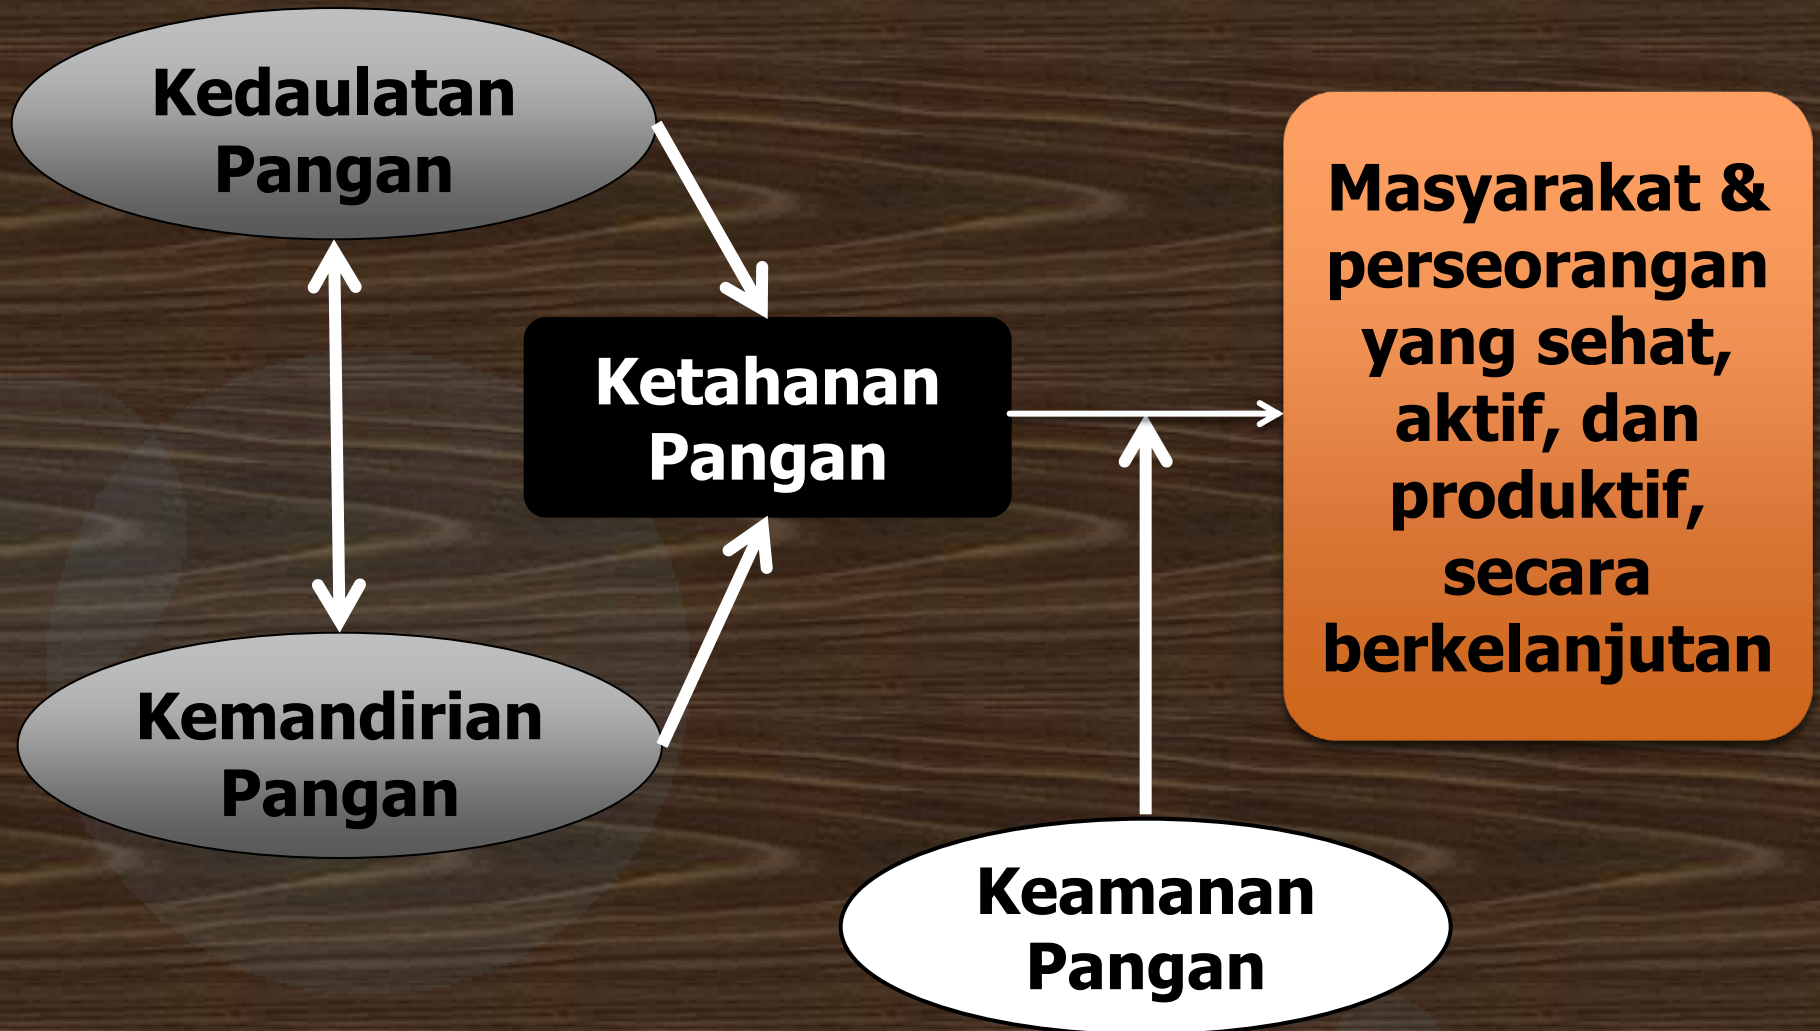 Kedaulatan
Pangan
Ketahanan
Pangan
Kemandirian
Pangan
Keamanan
Pangan
Masyarakat &
perseorangan
yang sehat,
aktif, dan
produktif,
secara
berkelanjutan